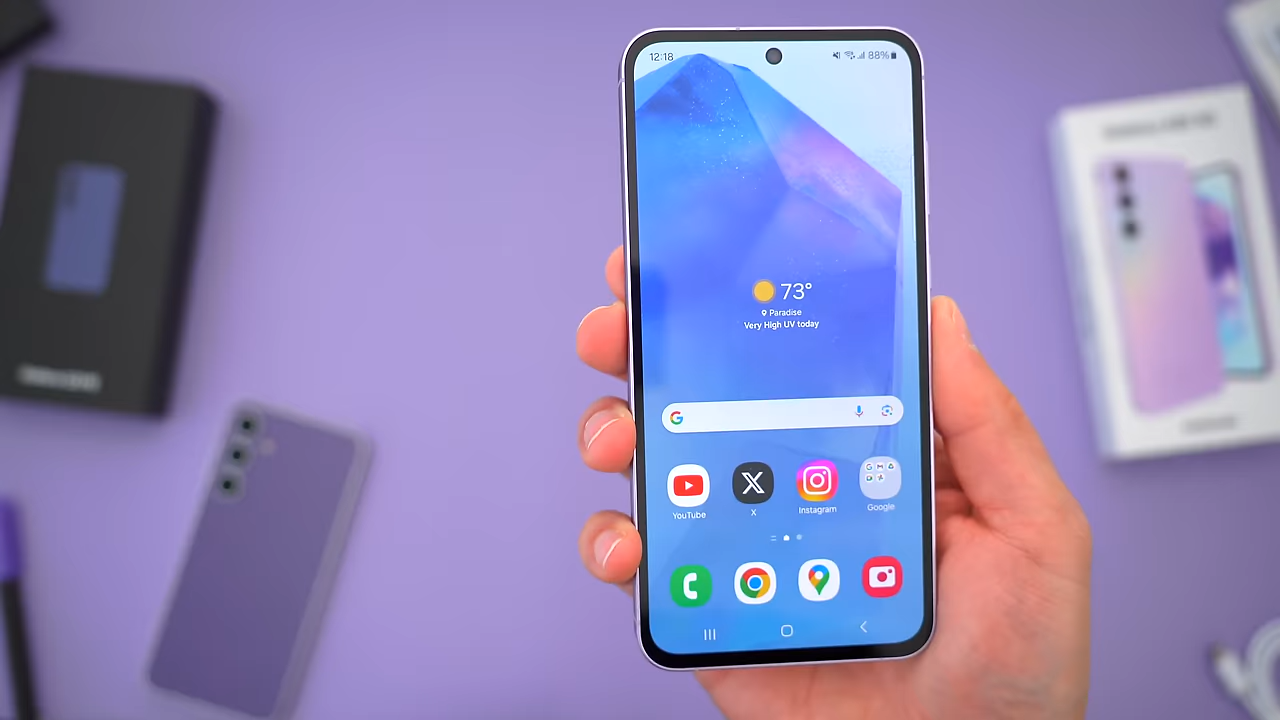 12:18
88%
73°
Paradise
Very High UV today
YouTube
X
Instagram
Google